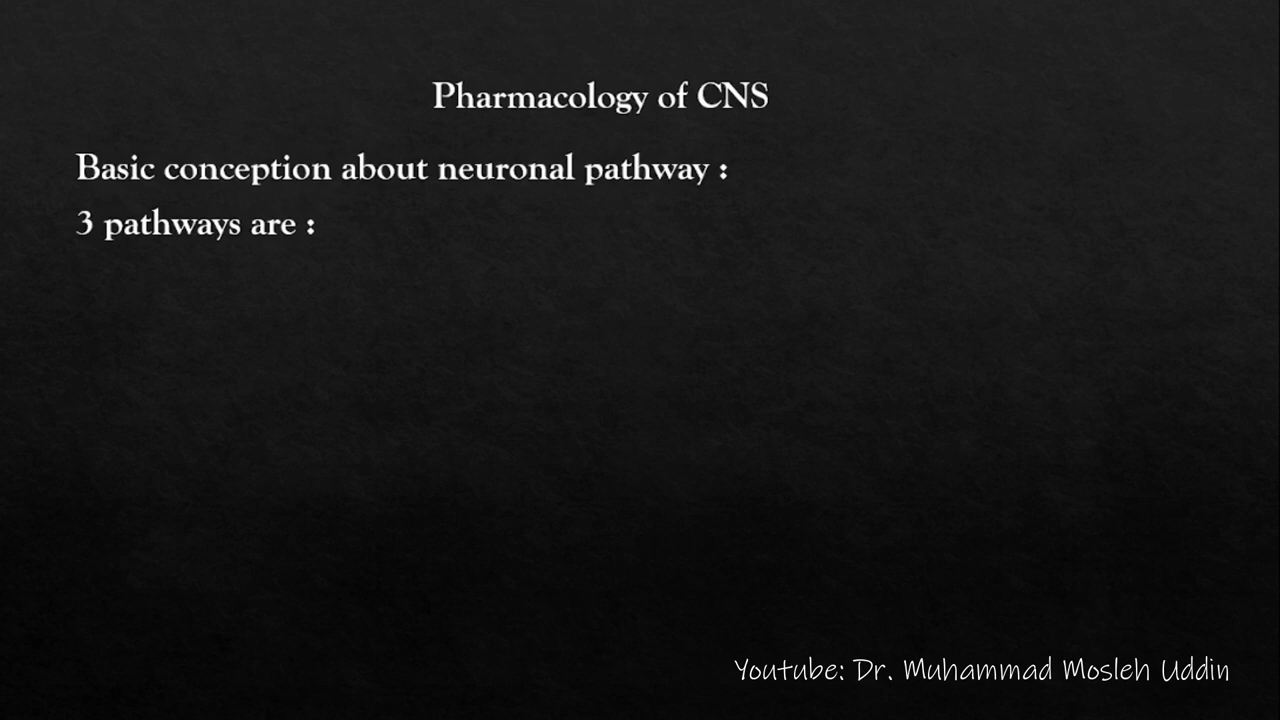 Pharmacology of CNS
Basic conception about neuronal pathway :
3 pathways are :
Youtube: Dr. Muhammad Mosleh Uddin